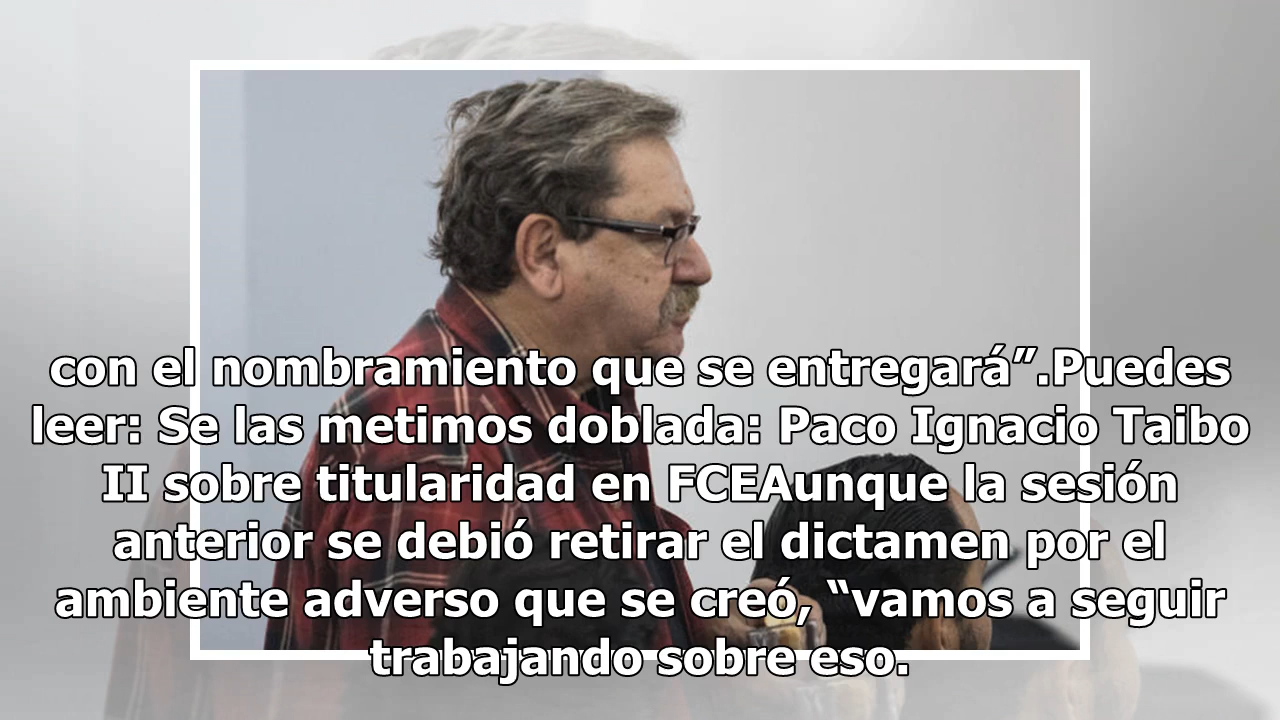 con el nombramiento que se entregará”.Puedes
leer: Se las metimos doblada: Paco Ignacio Taibo
II sobre titularidad en FCEAunque la sesión
anterior se debió retirar el dictamen por el
ambiente adverso que se creó, “vamos a seguir
trabajando sobre eso.